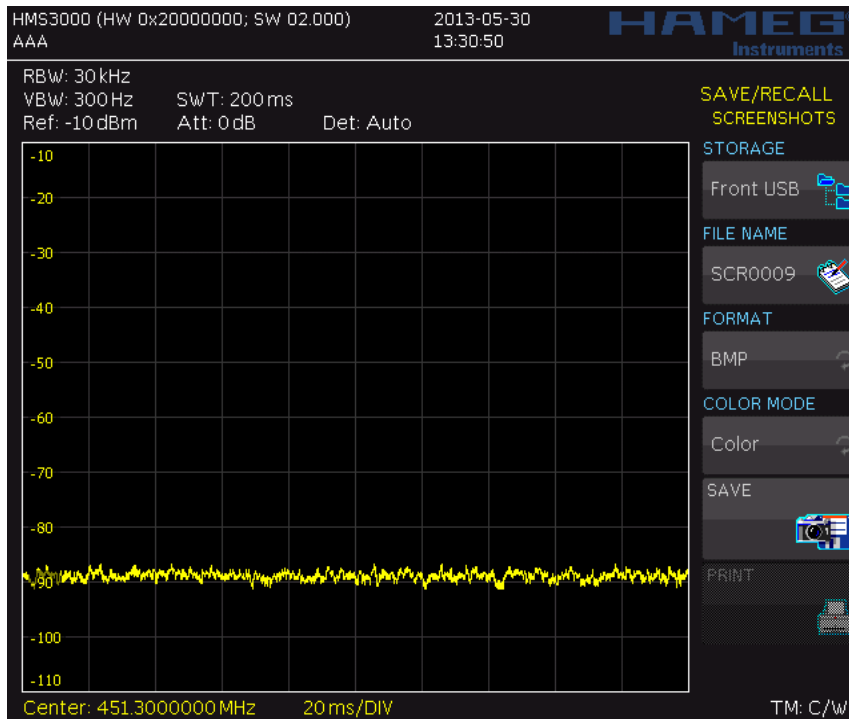 HMS3000 (HW 0x20000000; SW 02.000) 2013-05-30 HAMEG
AAA 13:30:50 Instruments
RBW: 30 kHz
VBW: 300 Hz SWT: 200 ms
Ref: -10 dBm Att: 0 dB Det: Auto
SAVE/RECALL
SCREENSHOTS
STORAGE
Front USB
FILE NAME
SCR0009
FORMAT
BMP
COLOR MODE
Color
SAVE
PRINT
-10
-20
-30
-40
-50
-60
-70
-80
-90
-100
-110
Center: 451.3000000 MHz 20 ms/DIV TM: C/W